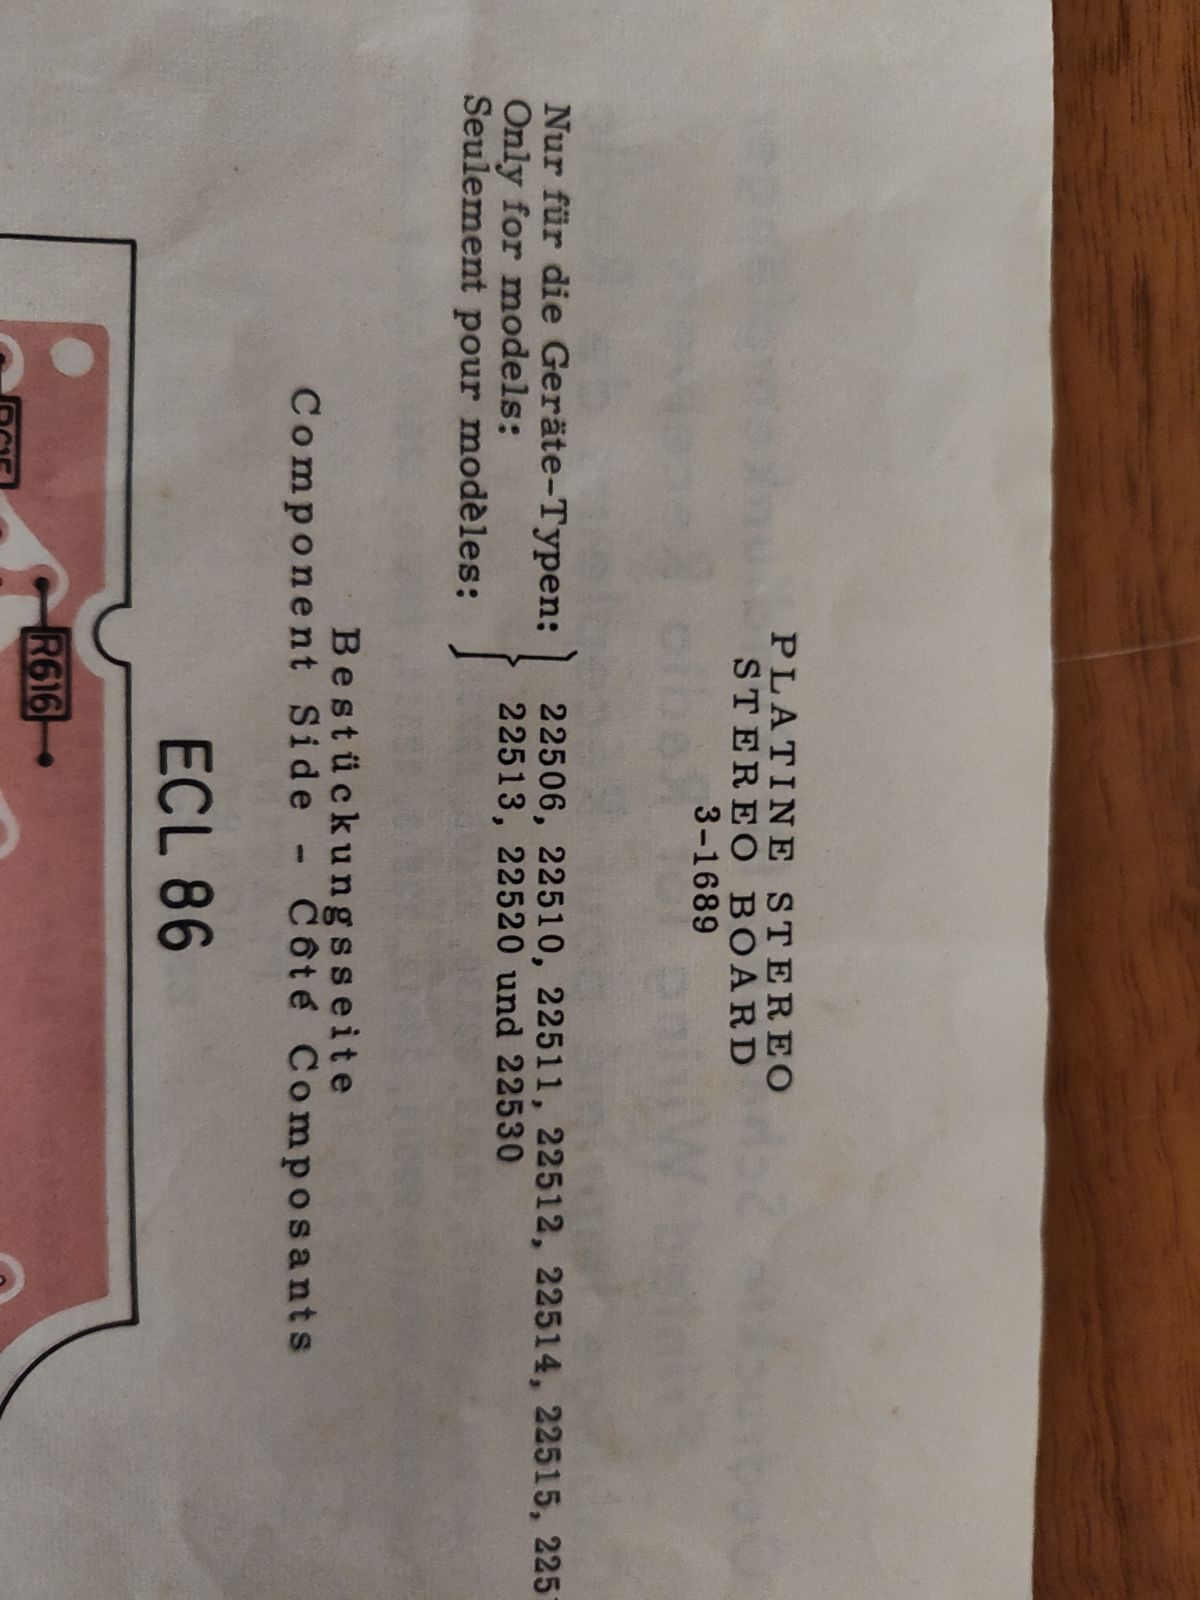 PLATINE STEREO
STEREO BOARD
3-1689
Nur für die Geräte-Typen:
Only for models:
Seulement pour modèles:
22506, 22510, 22511, 22512, 22514, 22515,
22513, 22520 und 22530
Bestückungsseite
Component Side - Côté Composants
ECL 86
R616